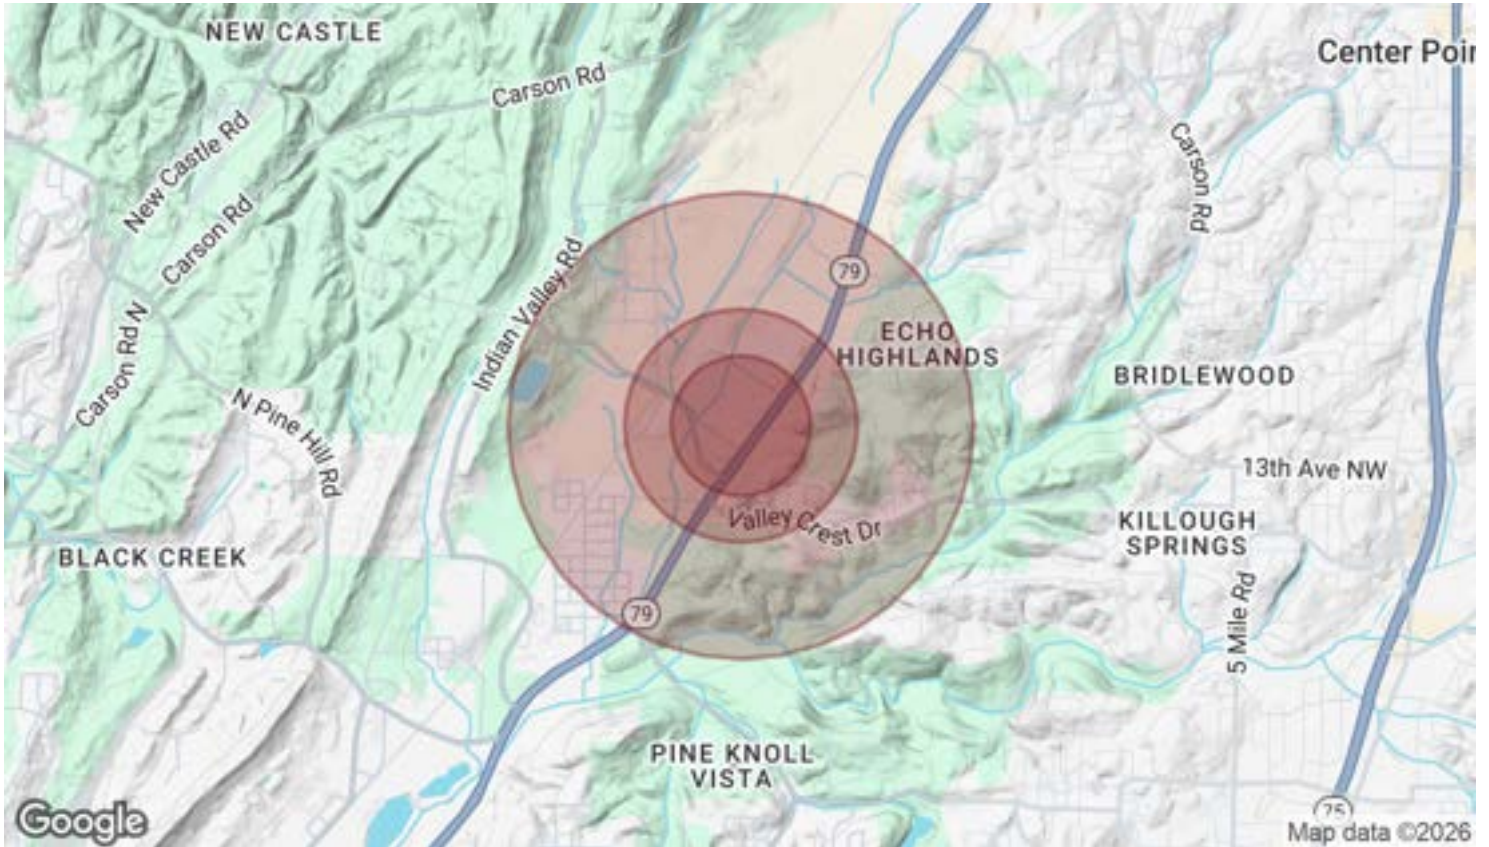 NEW CASTLE
Center Poin
Carson Rd
New Castle Rd
Carson Rd
Carson Rd
Indian Valley Rd
79
Carson Rd N
ECHO
HIGHLANDS
BRIDLEWOOD
N Pine Hill Rd
13th Ave NW
Valley Crest Dr
KILLOUGH
SPRINGS
BLACK CREEK
5 Mile Rd
79
PINE KNOLL
VISTA
75
Google
Map data ©2026